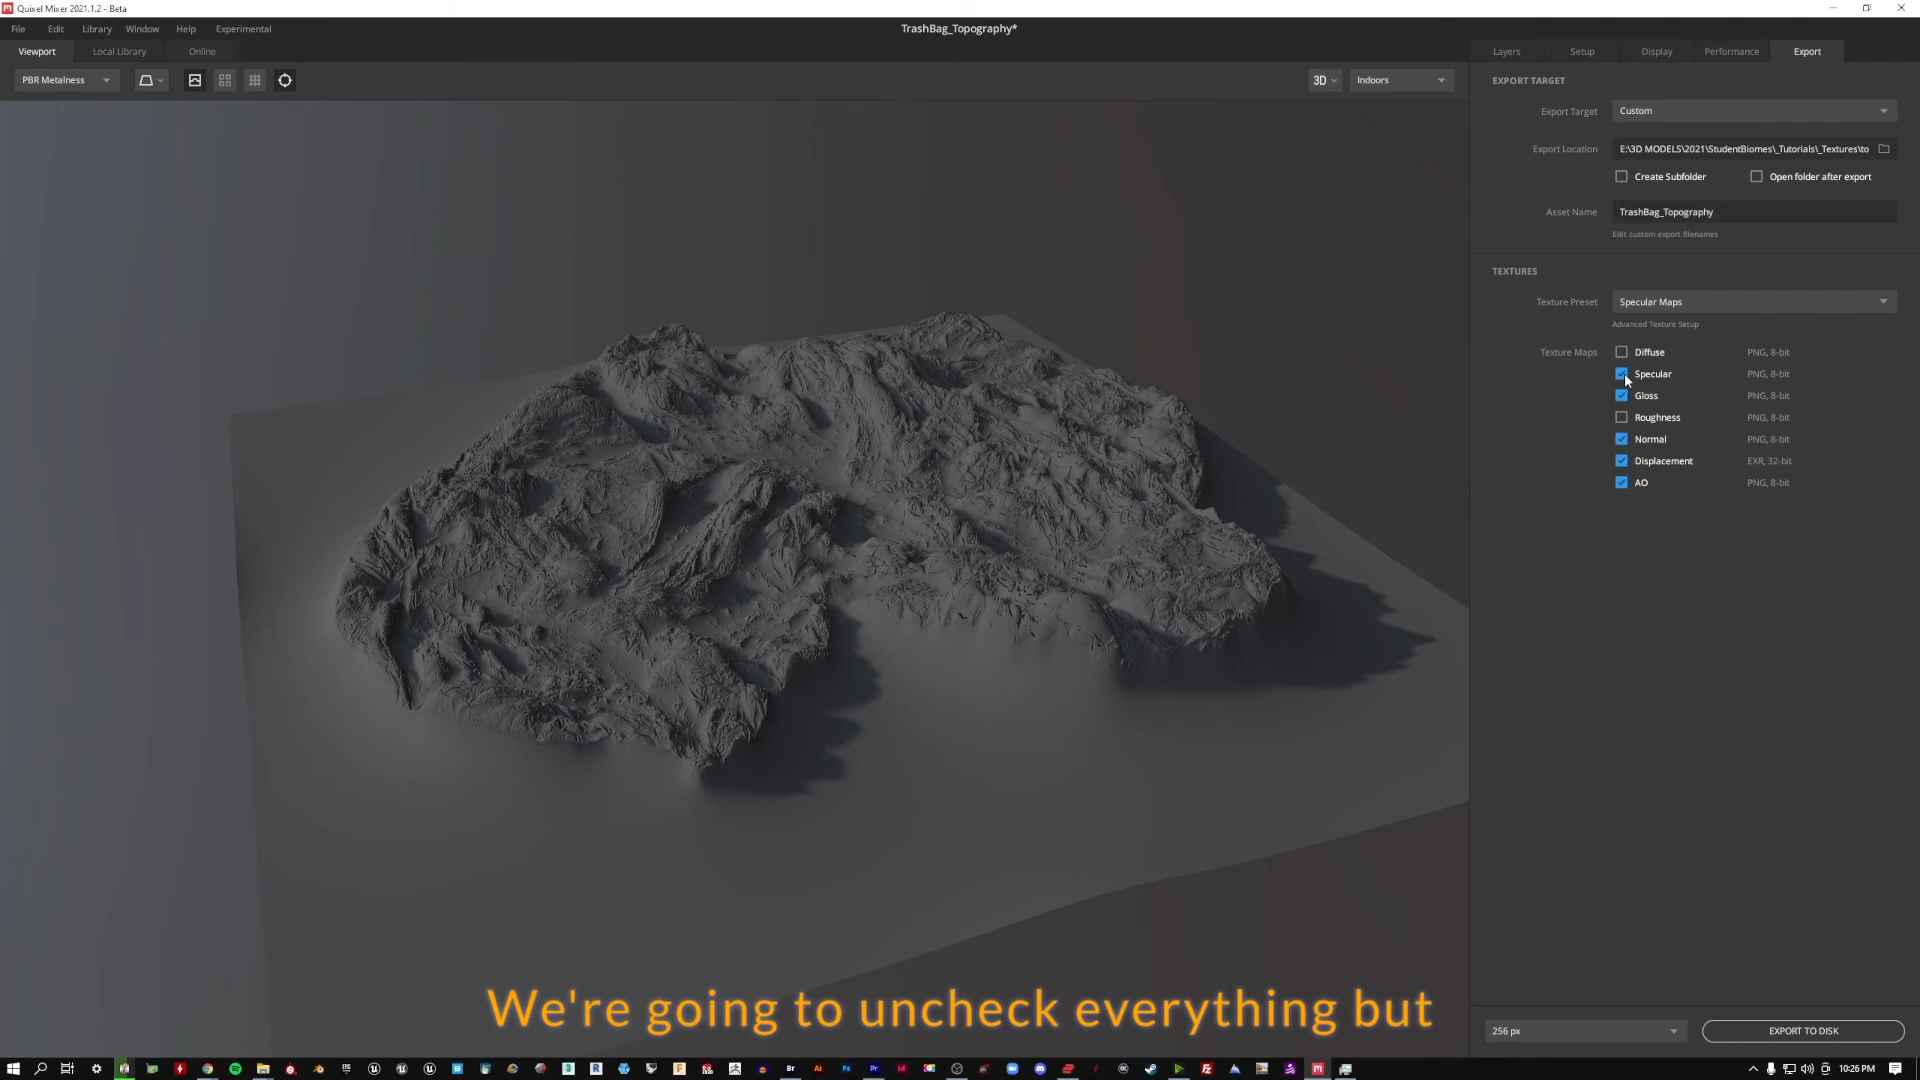 Quixel Mixer 2021.1.2 - Beta
File Edit Library Window Help Experimental
TrashBag_Topography*
Viewport Local Library Online
Layers Setup Display Performance Export
PBR Metalness
3D Indoors
EXPORT TARGET
Export Target Custom
Export Location E:\3D MODELS\2021\StudentBiomes\_Tutorials\_Textures\to
Create Subfolder Open folder after export
Asset Name TrashBag_Topography
Edit custom export filenames
TEXTURES
Texture Preset Specular Maps
Advanced Texture Setup
Texture Maps Diffuse PNG, 8-bit
Specular PNG, 8-bit
Gloss PNG, 8-bit
Roughness PNG, 8-bit
Normal PNG, 8-bit
Displacement EXR, 32-bit
AO PNG, 8-bit
We're going to uncheck everything but
256 px EXPORT TO DISK
10:26 PM